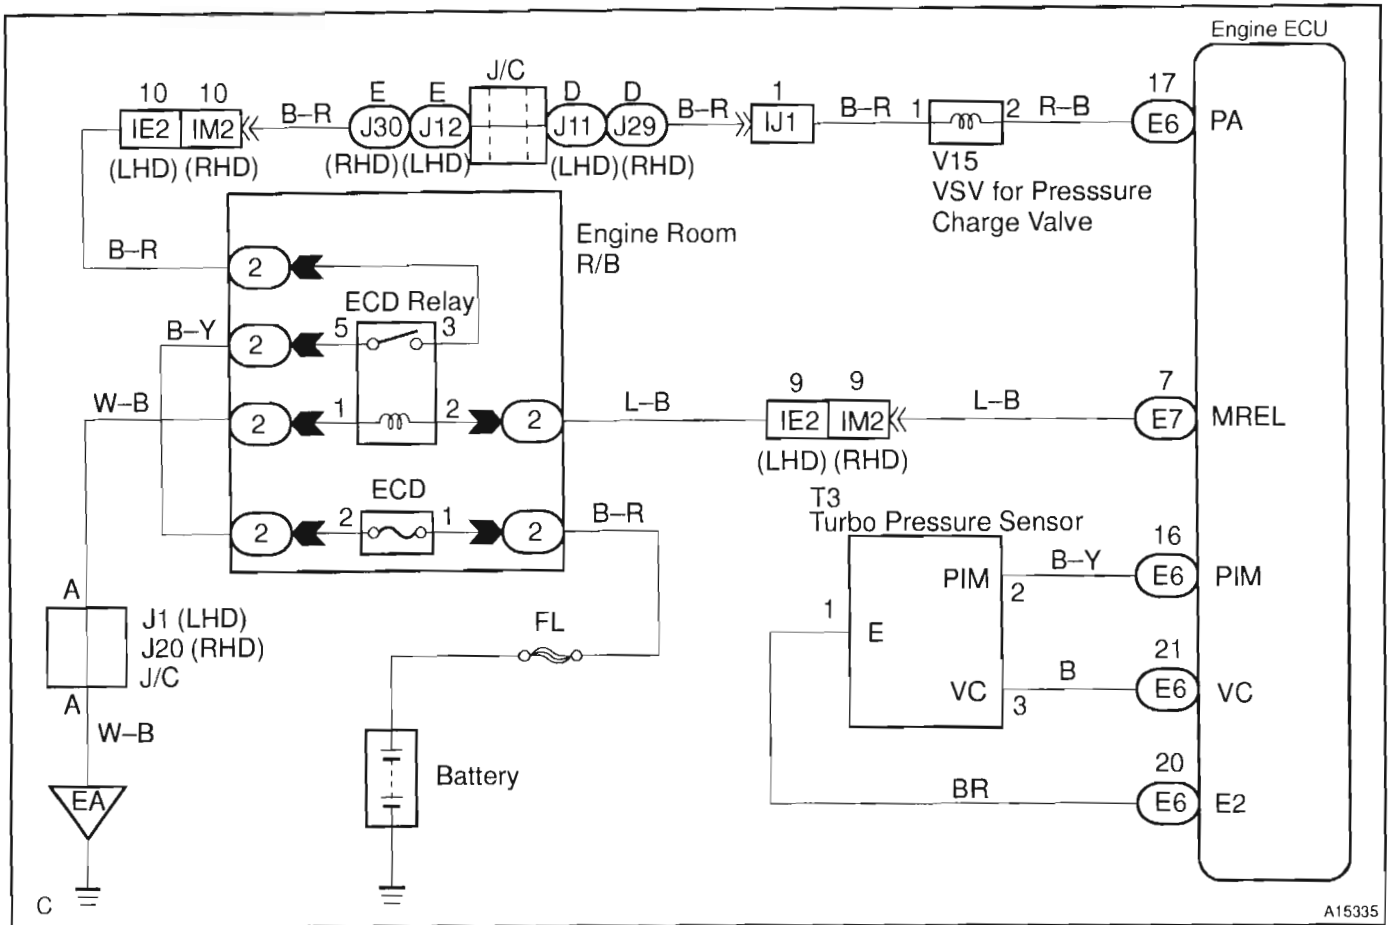 Engine ECU
J/C
10 10 E E D D 1 17
IE2 IM2 B–R J30 J12 J11 J29 B–R IJ1 B–R 1 2 R–B E6 PA
(LHD) (RHD) (RHD) (LHD) (LHD) (RHD)
V15
VSV for Presssure
Charge Valve
Engine Room
R/B
B–R 2
ECD Relay
B–Y 2 5 3
W–B 2 1 2 2 L–B
9 9 7
IE2 IM2 L–B E7 MREL
(LHD) (RHD)
ECD
2 2 1 2 B–R
T3
Turbo Pressure Sensor
16
PIM 2 B–Y E6 PIM
1 E
21
VC 3 B E6 VC
20
BR E6 E2
A
J1 (LHD)
J20 (RHD)
J/C
A
W–B
EA
FL
Battery
C
A15335